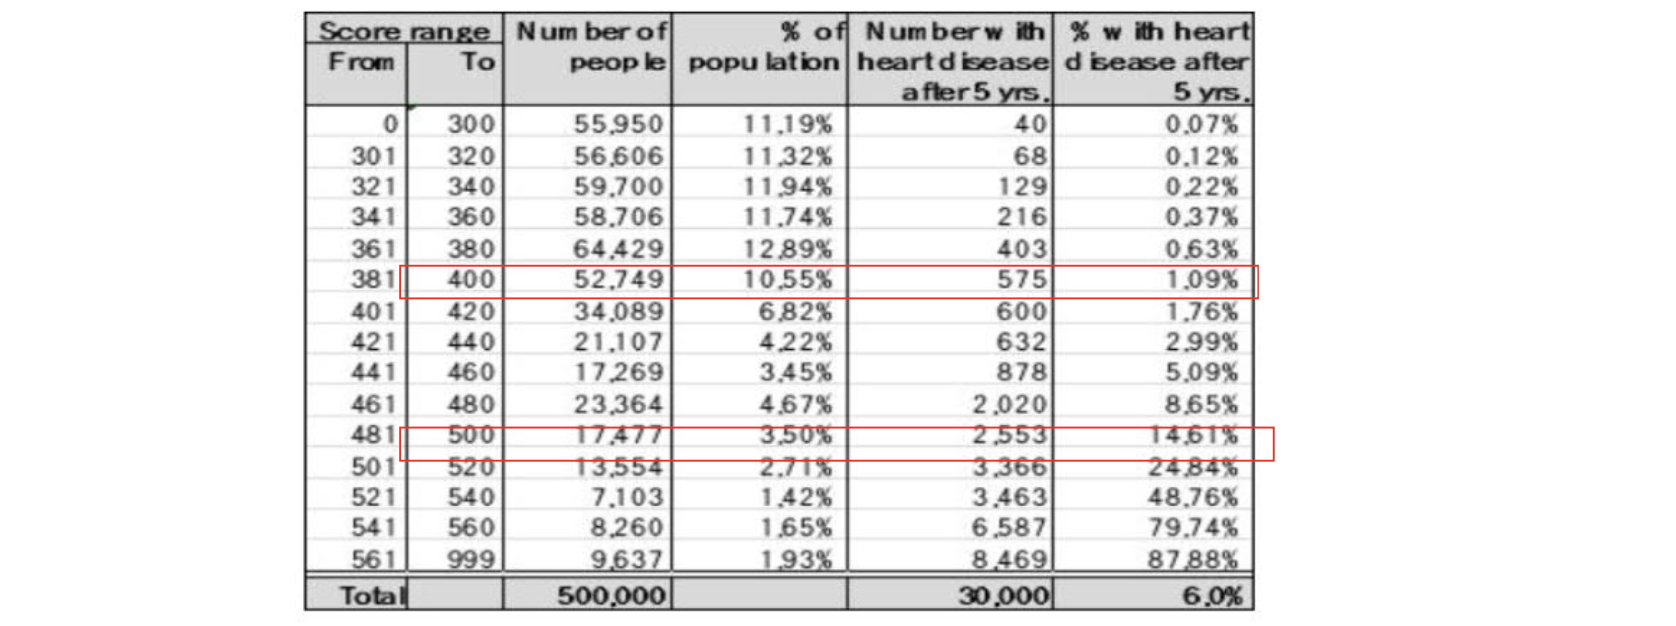 Score range Number of % of Number with % with heart
From To people population heart disease disease after
after 5 yrs. 5 yrs.
0 300 55,950 11.19% 40 0.07%
301 320 56,606 11.32% 68 0.12%
321 340 59,700 11.94% 129 0.22%
341 360 58,706 11.74% 216 0.37%
361 380 64,429 12.89% 403 0.63%
381 400 52,749 10.55% 575 1.09%
401 420 34,089 6.82% 600 1.76%
421 440 21,107 4.22% 632 2.99%
441 460 17,269 3.45% 878 5.09%
461 480 23,364 4.67% 2,020 8.65%
481 500 17,477 3.50% 2,553 14.61%
501 520 13,554 2.71% 3,366 24.84%
521 540 7,103 1.42% 3,463 48.76%
541 560 8,260 1.65% 6,587 79.74%
561 999 9,637 1.93% 8,469 87.88%
Total 500,000 30,000 6.0%